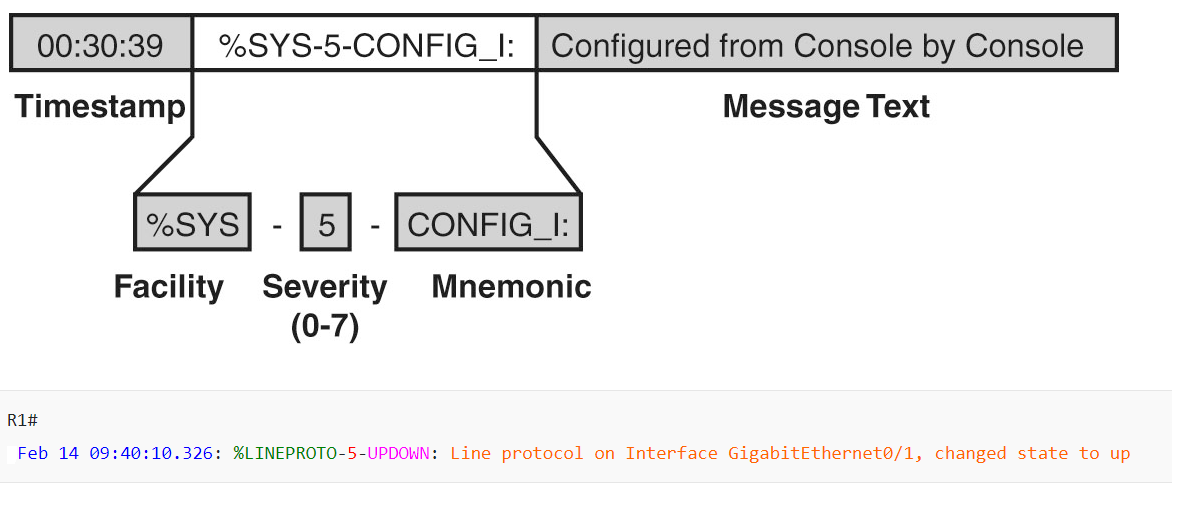 00:30:39 %SYS-5-CONFIG_I: Configured from Console by Console
Timestamp Message Text
%SYS - 5 - CONFIG_I:
Facility Severity Mnemonic
(0-7)
R1#
Feb 14 09:40:10.326: %LINEPROTO-5-UPDOWN: Line protocol on Interface GigabitEthernet0/1, changed state to up